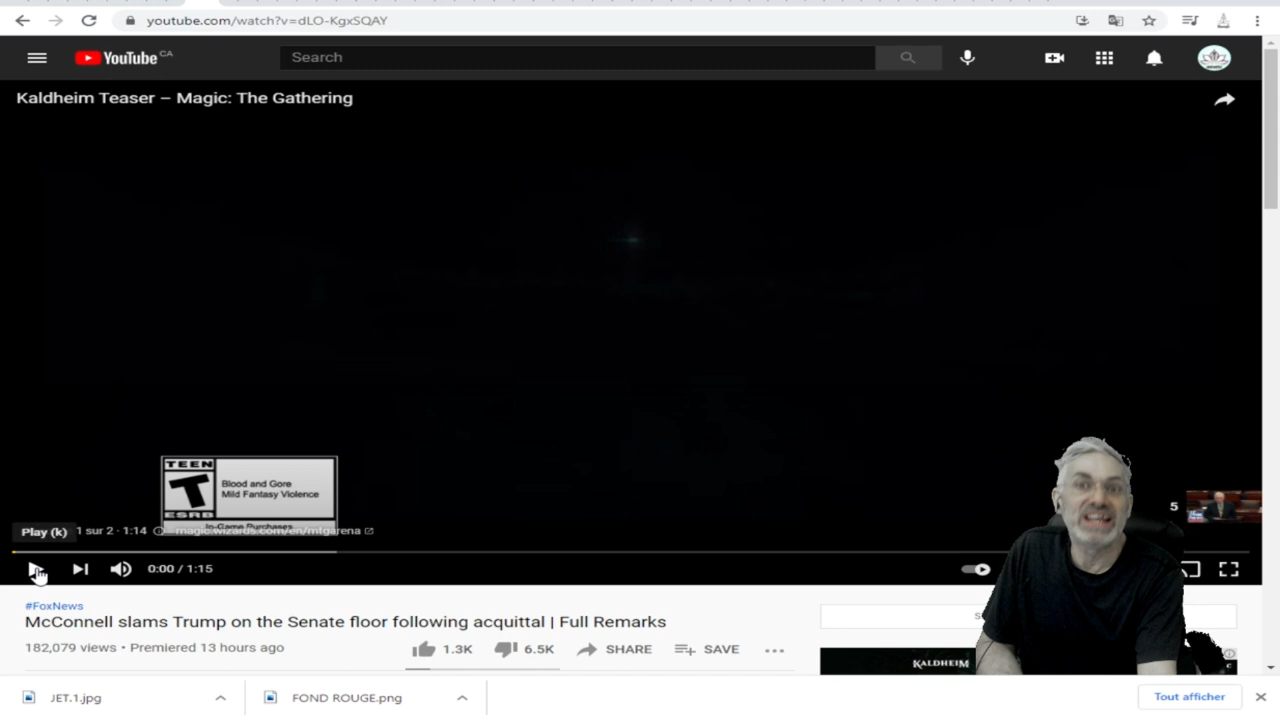 youtube.com/watch?v=dLO-KgxSQAY
YouTube CA
Search
Kaldheim Teaser – Magic: The Gathering
TEEN
T
ESRB
Blood and Gore
Mild Fantasy Violence
In-Game Purchases
Play (k)
1 sur 2 · 1:14
magic.wizards.com/en/mtgarena
5
0:00 / 1:15
#FoxNews
McConnell slams Trump on the Senate floor following acquittal | Full Remarks
182,079 views • Premiered 13 hours ago
1.3K
6.5K
SHARE
SAVE
KALDHEIM
JET.1.jpg
FOND ROUGE.png
Tout afficher